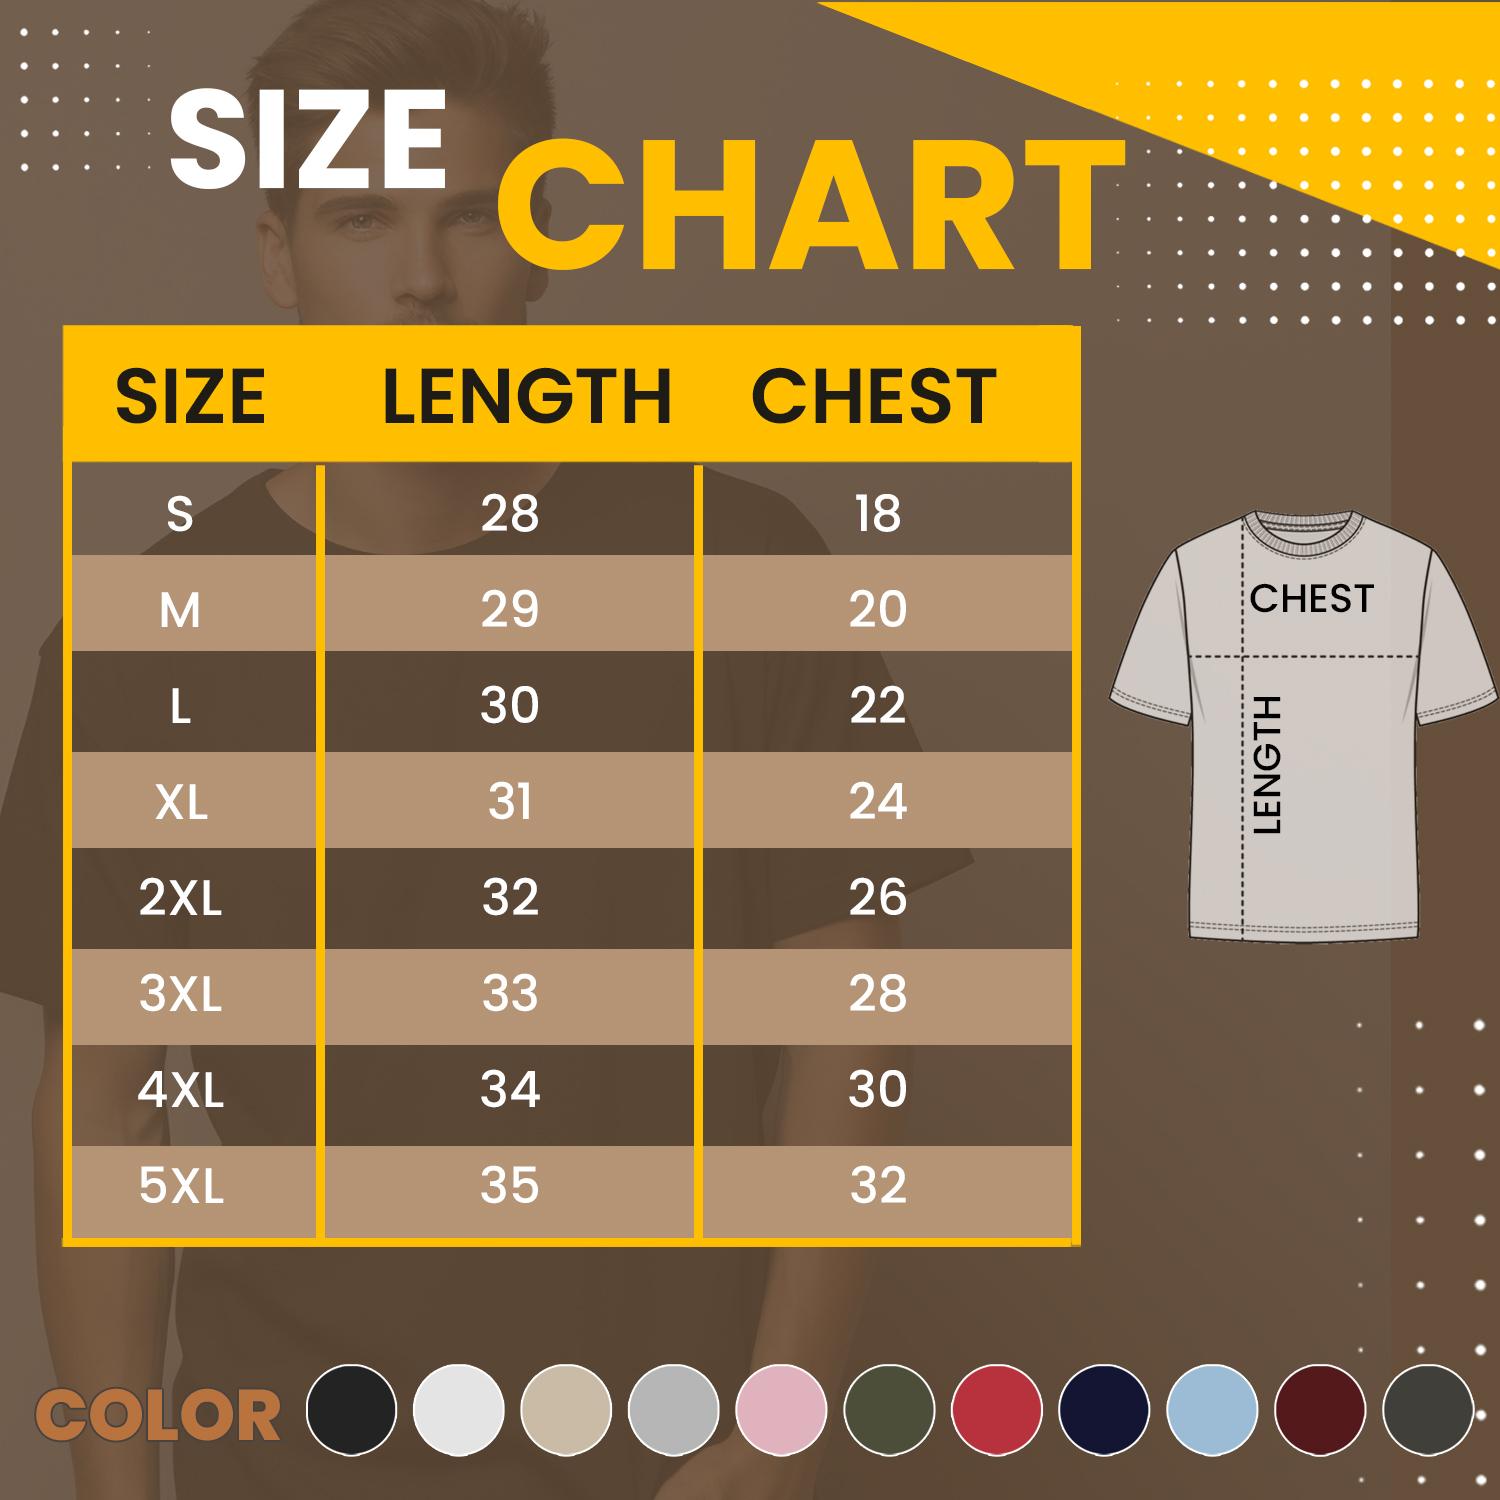 SIZE
CHART
SIZE LENGTH CHEST
S 28 18
M 29 20
L 30 22
XL 31 24
2XL 32 26
3XL 33 28
4XL 34 30
5XL 35 32
CHEST
LENGTH
COLOR